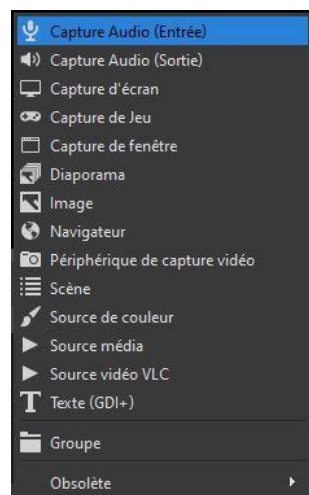 Capture Audio (Entrée)
Capture Audio (Sortie)
Capture d'écran
Capture de Jeu
Capture de fenêtre
Diaporama
Image
Navigateur
Périphérique de capture vidéo
Scène
Source de couleur
Source média
Source vidéo VLC
Texte (GDI+)
Groupe
Obsolète